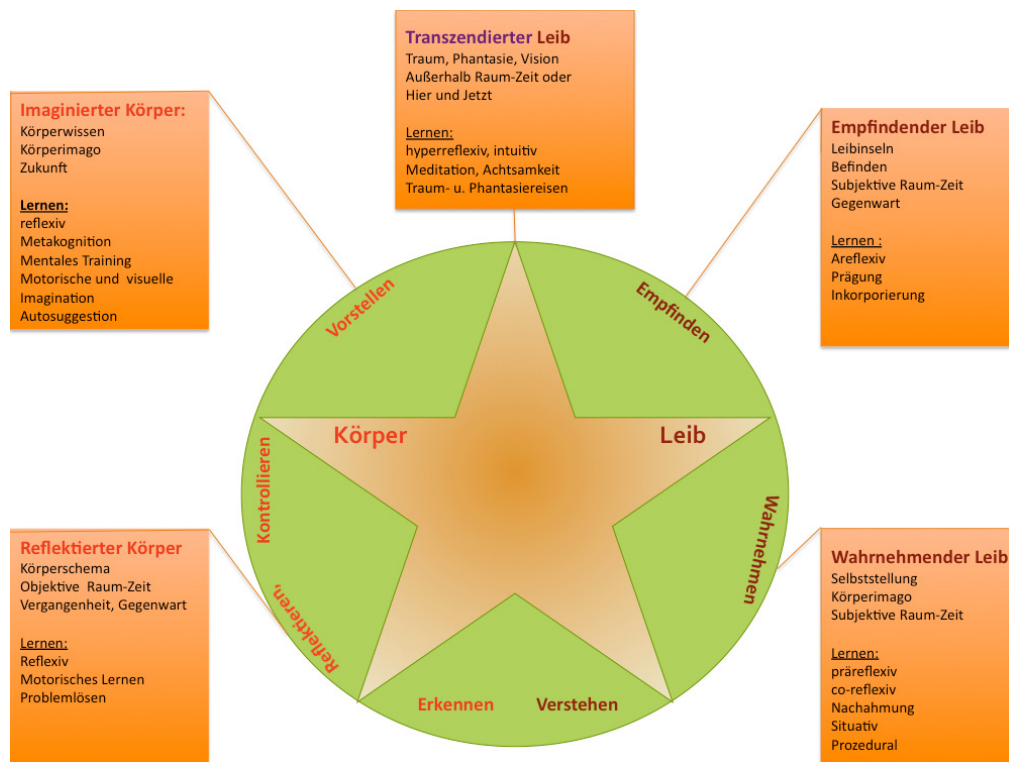 Transzendierter Leib
Traum, Phantasie, Vision
Außerhalb Raum-Zeit oder
Hier und Jetzt
Lernen:
hyperreflexiv, intuitiv
Meditation, Achtsamkeit
Traum- u. Phantasiereisen
Imaginierter Körper:
Körperwissen
Körperimago
Zukunft
Lernen:
reflexiv
Metakognition
Mentales Training
Motorische und visuelle
Imagination
Autosuggestion
Empfindender Leib
Leibinseln
Befinden
Subjektive Raum-Zeit
Gegenwart
Lernen :
Areflexiv
Prägung
Inkorporierung
Vorstellen
Empfinden
Körper
Leib
Kontrollieren
Wahrnehmen
Reflektieren,
Erkennen
Verstehen
Reflektierter Körper
Körperschema
Objektive Raum-Zeit
Vergangenheit, Gegenwart
Lernen:
Reflexiv
Motorisches Lernen
Problemlösen
Wahrnehmender Leib
Selbststellung
Körperimago
Subjektive Raum-Zeit
Lernen:
präreflexiv
co-reflexiv
Nachahmung
Situativ
Prozedural